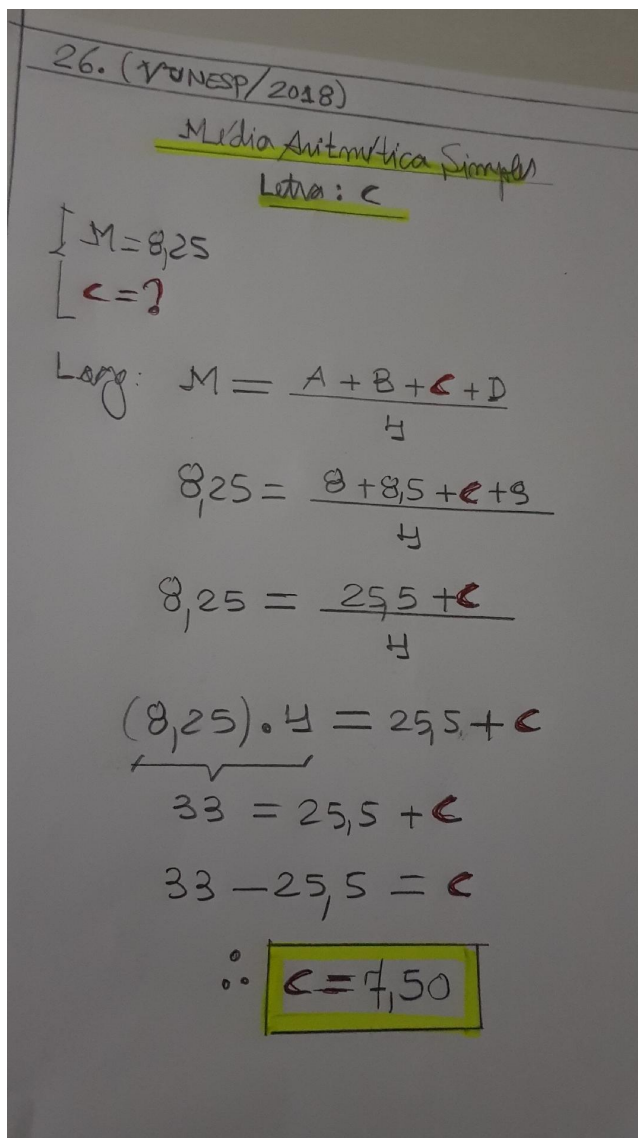 26. (VUNESP/2018)
Média Aritmética Simples
Letra: C
M = 8,25
C = ?
Logo: M = A + B + C + D / 4
8,25 = 8 + 8,5 + C + 9 / 4
8,25 = 25,5 + C / 4
(8,25) . 4 = 25,5 + C
33 = 25,5 + C
33 - 25,5 = C
∴ C = 7,50